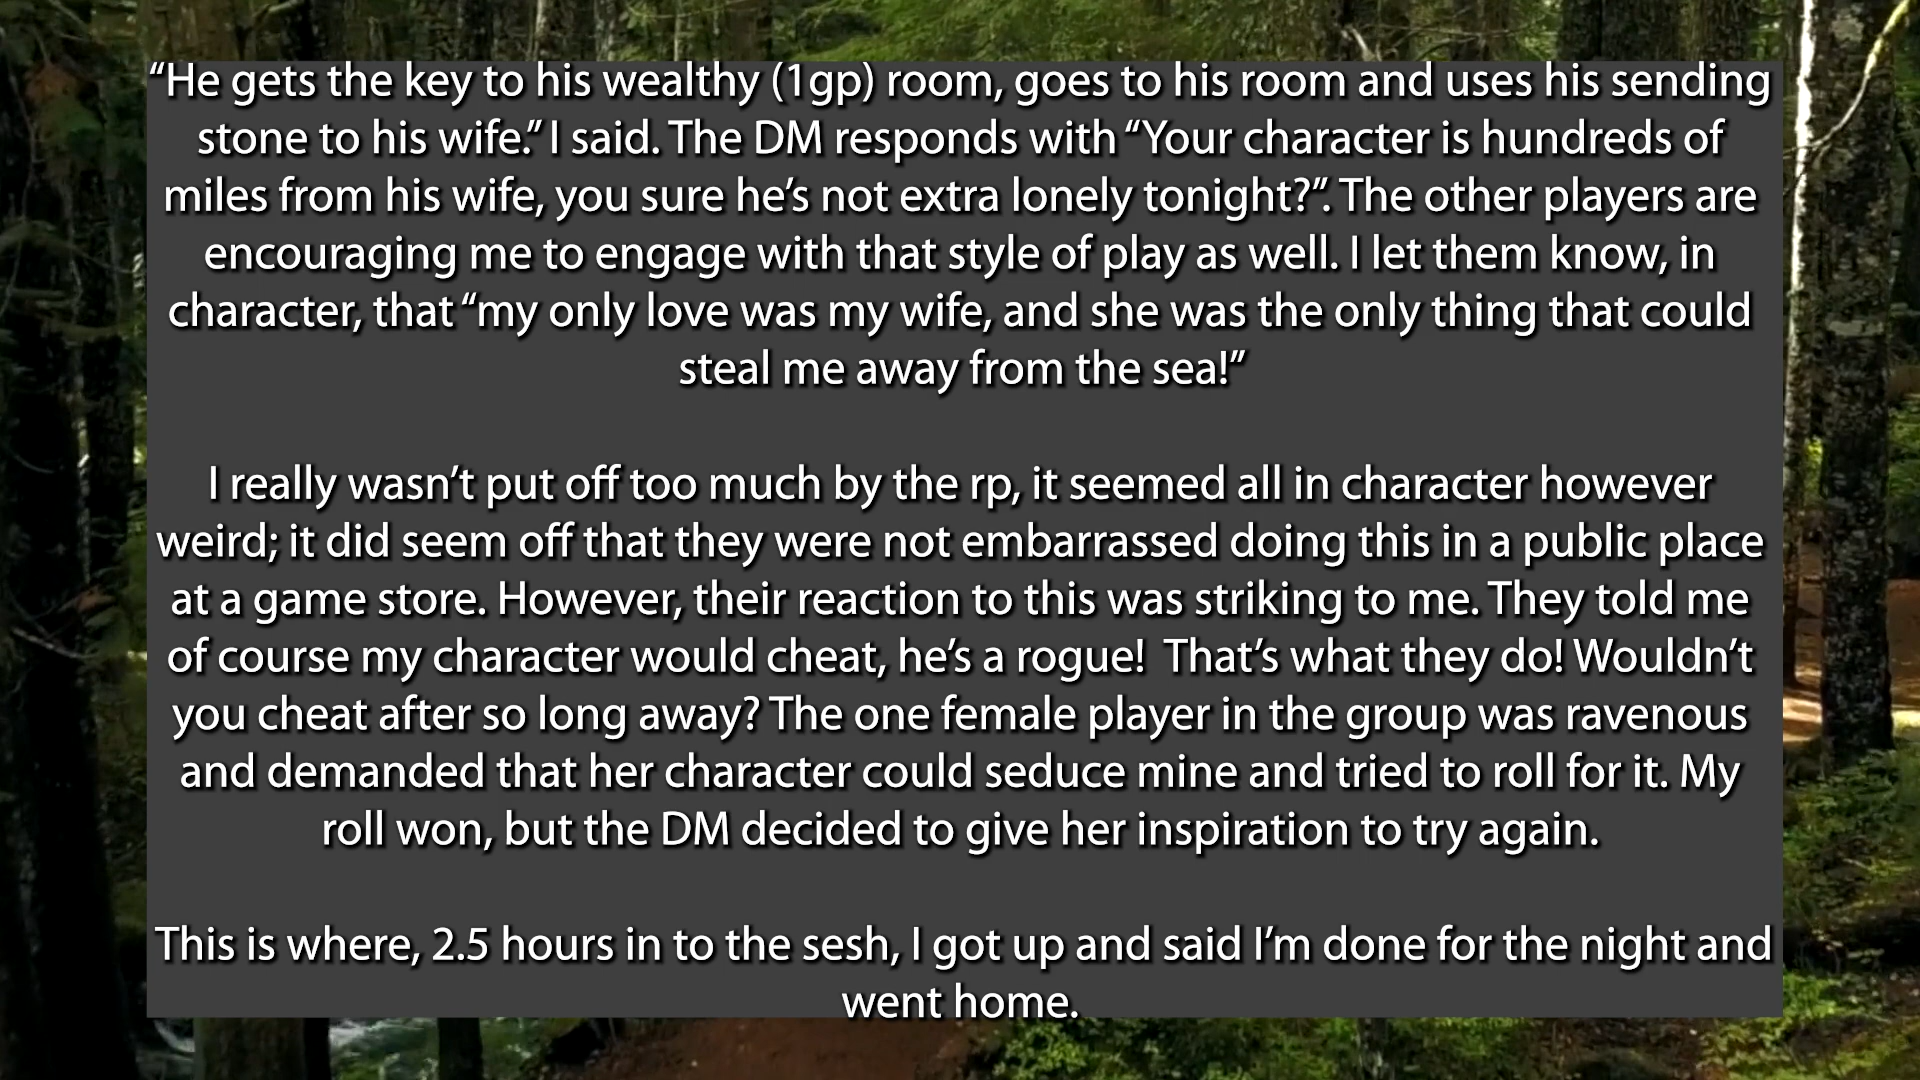 “He gets the key to his wealthy (1gp) room, goes to his room and uses his sending
stone to his wife.” I said. The DM responds with “Your character is hundreds of
miles from his wife, you sure he’s not extra lonely tonight?”. The other players are
encouraging me to engage with that style of play as well. I let them know, in
character, that “my only love was my wife, and she was the only thing that could
steal me away from the sea!”
I really wasn’t put off too much by the rp, it seemed all in character however
weird; it did seem off that they were not embarrassed doing this in a public place
at a game store. However, their reaction to this was striking to me. They told me
of course my character would cheat, he’s a rogue!  That’s what they do! Wouldn’t
you cheat after so long away? The one female player in the group was ravenous
and demanded that her character could seduce mine and tried to roll for it. My
roll won, but the DM decided to give her inspiration to try again.
This is where, 2.5 hours in to the sesh, I got up and said I’m done for the night and
went home.